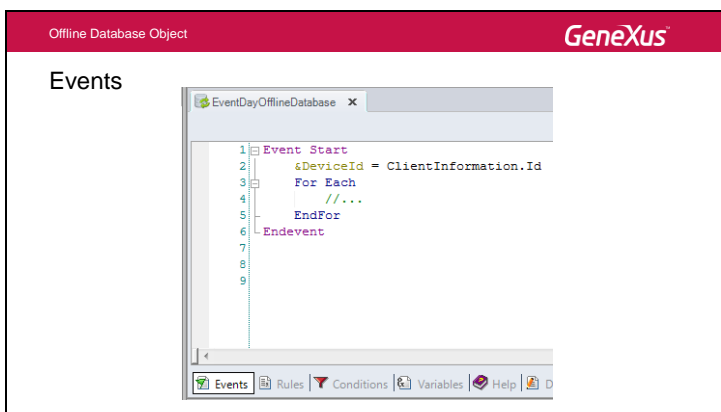 Offline Database Object
GeneXus™
Events
EventDayOfflineDatabase ×
1 Event Start
2 &DeviceId = ClientInformation.Id
3 For Each
4 //...
5 EndFor
6 Endevent
7
8
9
Events Rules Conditions Variables Help D